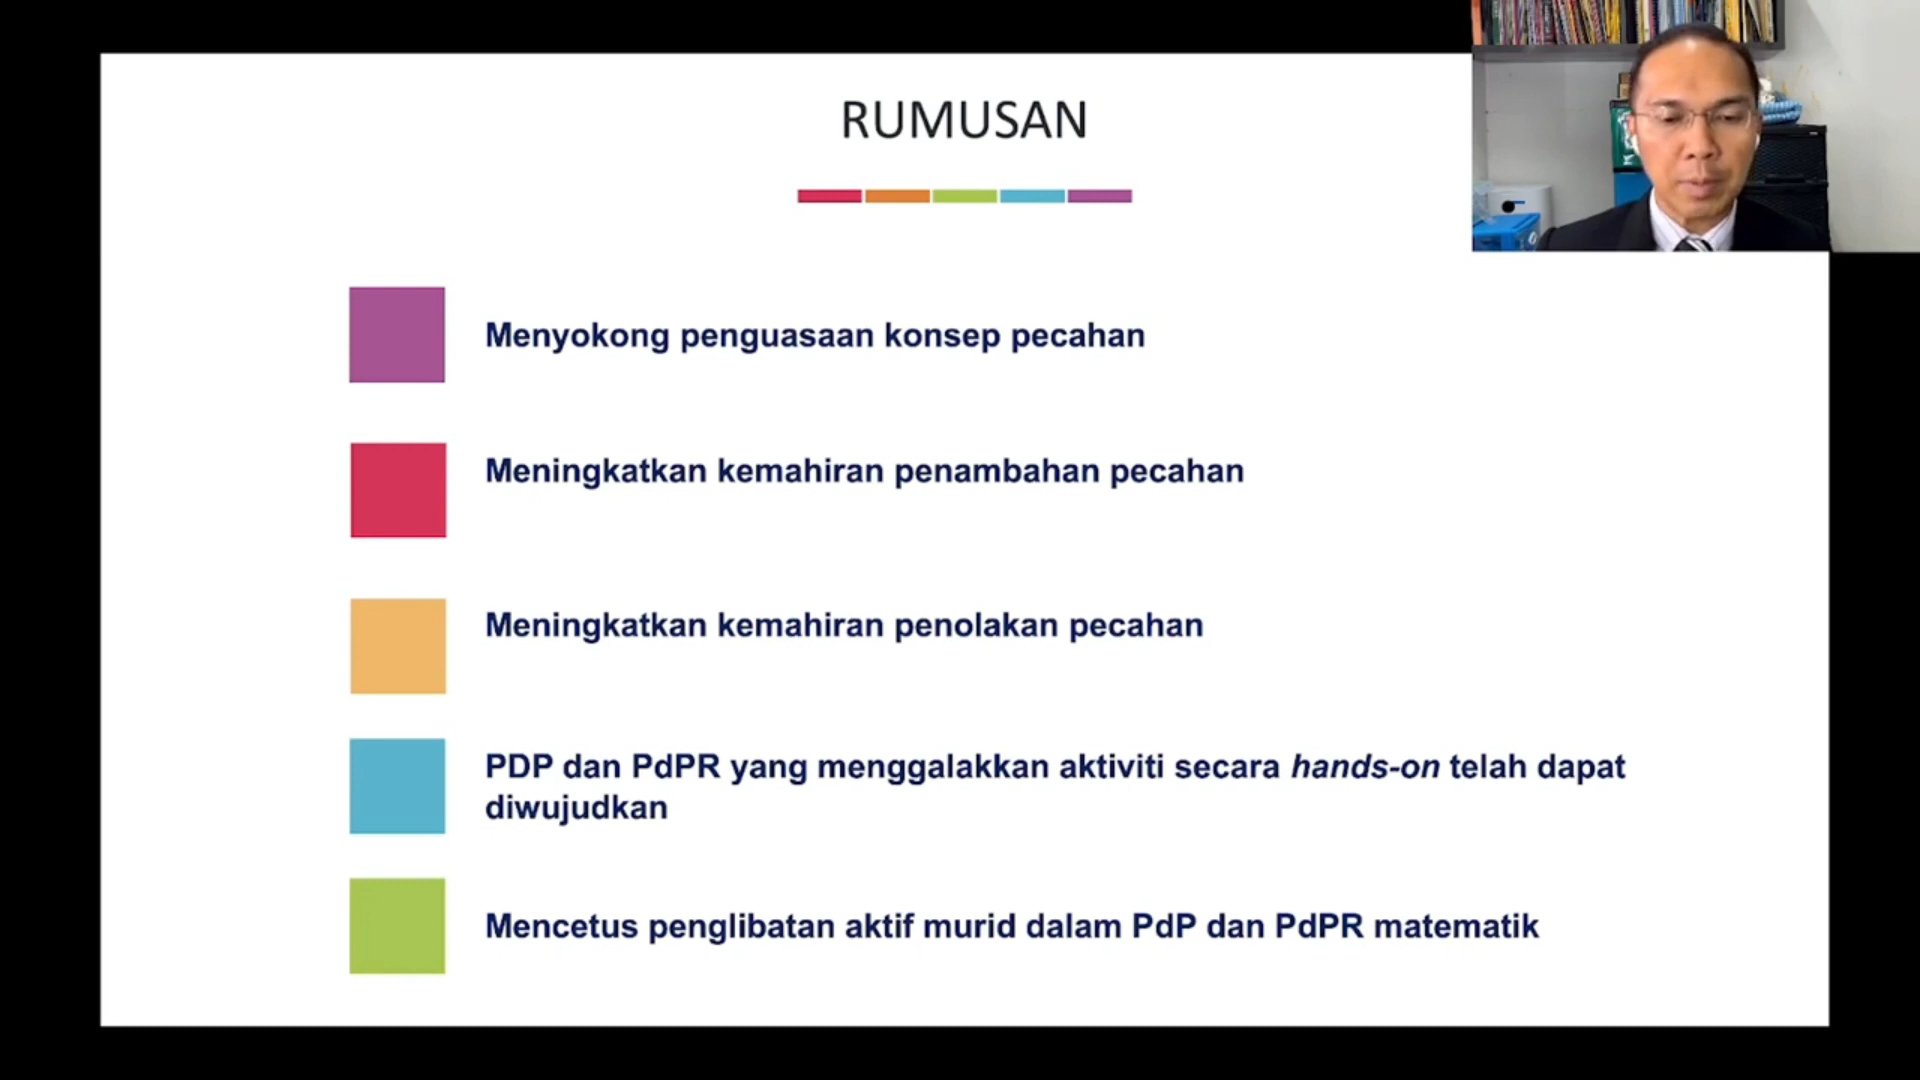 RUMUSAN
Menyokong penguasaan konsep pecahan
Meningkatkan kemahiran penambahan pecahan
Meningkatkan kemahiran penolakan pecahan
PDP dan PdPR yang menggalakkan aktiviti secara hands-on telah dapat
diwujudkan
Mencetus penglibatan aktif murid dalam PdP dan PdPR matematik